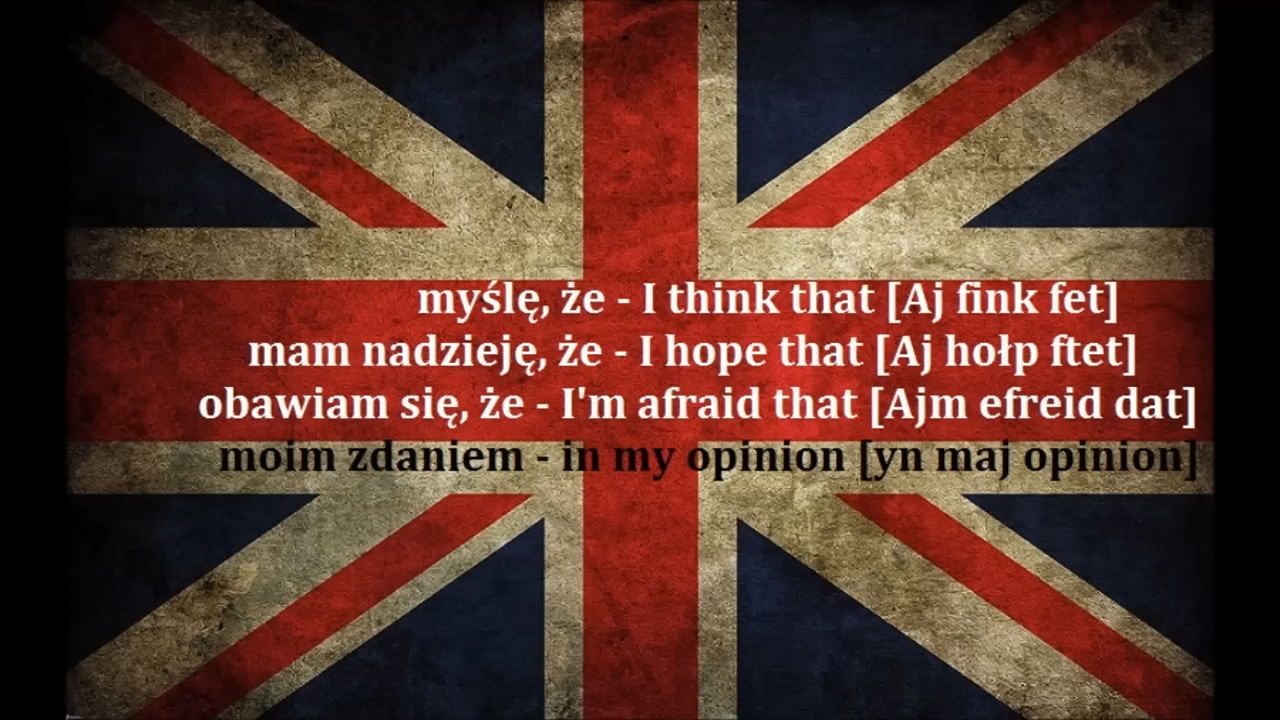 myślę, że - I think that [Aj fink fet]
mam nadzieję, że - I hope that [Aj hołp ftet]
obawiam się, że - I'm afraid that [Ajm efreid dat]
moim zdaniem - in my opinion [yn maj opinion]